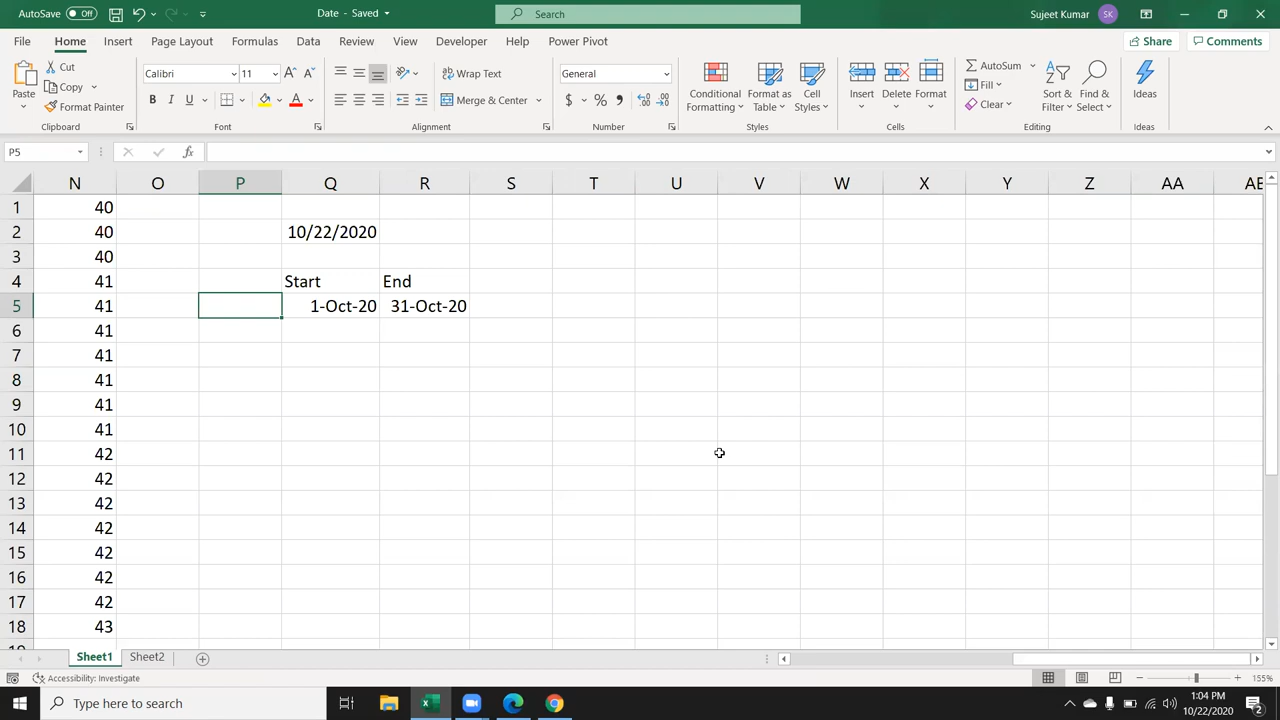 AutoSave Off
Date - Saved
Search
Sujeet Kumar SK
File Home Insert Page Layout Formulas Data Review View Developer Help Power Pivot
Share Comments
Paste
Cut
Copy
Format Painter
Clipboard
Calibri 11 A A
B I U A
Font
Wrap Text
Merge & Center
Alignment
General
$ % ,
Number
Conditional Formatting
Format as Table
Cell Styles
Styles
Insert Delete Format
Cells
AutoSum
Fill
Clear
Sort & Filter
Find & Select
Editing
Ideas
Ideas
P5 fx
N O P Q R S T U V W X Y Z AA AB
1 40
2 40 10/22/2020
3 40
4 41 Start End
5 41 1-Oct-20 31-Oct-20
6 41
7 41
8 41
9 41
10 41
11 42
12 42
13 42
14 42
15 42
16 42
17 42
18 43
Sheet1 Sheet2
Accessibility: Investigate
155%
Type here to search
1:04 PM
10/22/2020
2